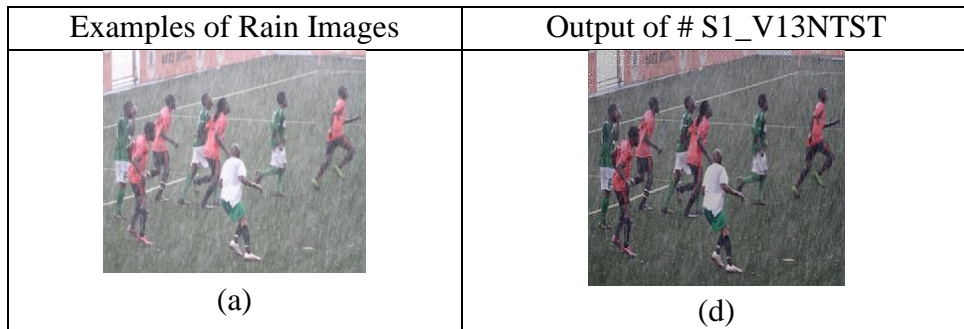 Examples of Rain Images
Output of # S1_V13NTST
(a)
(d)